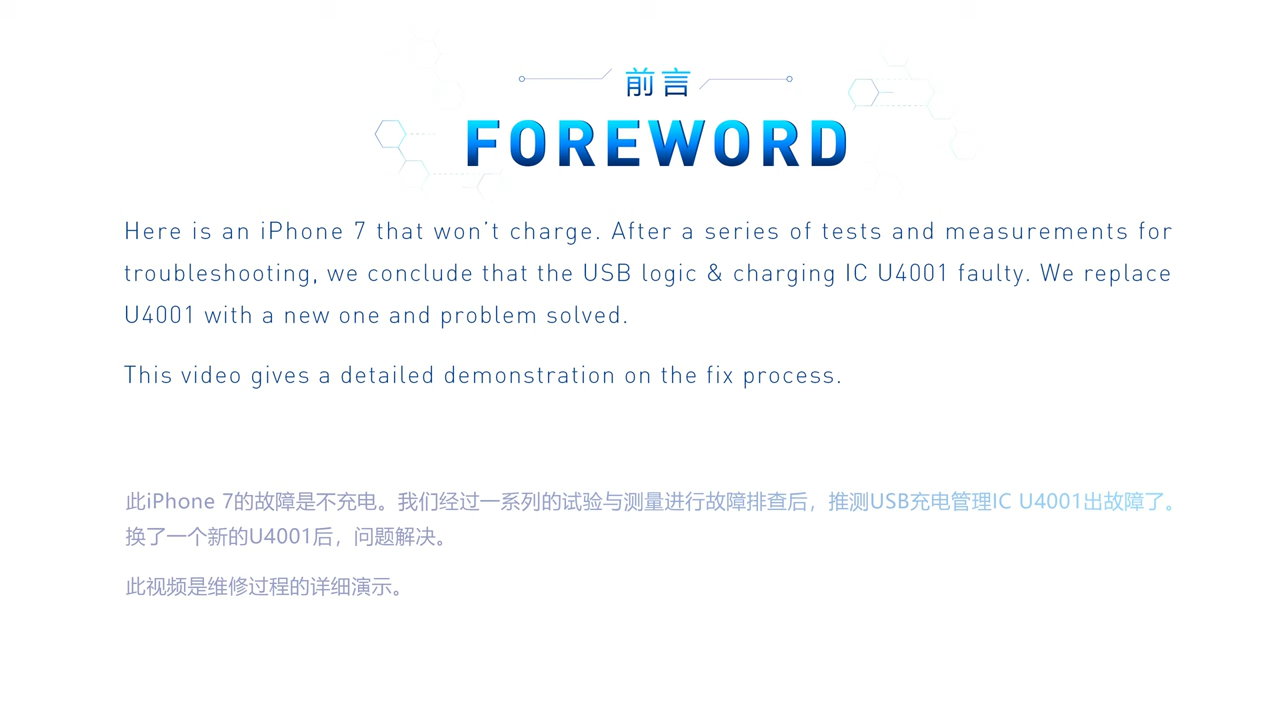 前言
FOREWORD
Here is an iPhone 7 that won't charge. After a series of tests and measurements for
troubleshooting, we conclude that the USB logic & charging IC U4001 faulty. We replace
U4001 with a new one and problem solved.
This video gives a detailed demonstration on the fix process.
此iPhone 7的故障是不充电。我们经过一系列的试验与测量进行故障排查后，推测USB充电管理IC U4001出故障了。
换了一个新的U4001后，问题解决。
此视频是维修过程的详细演示。